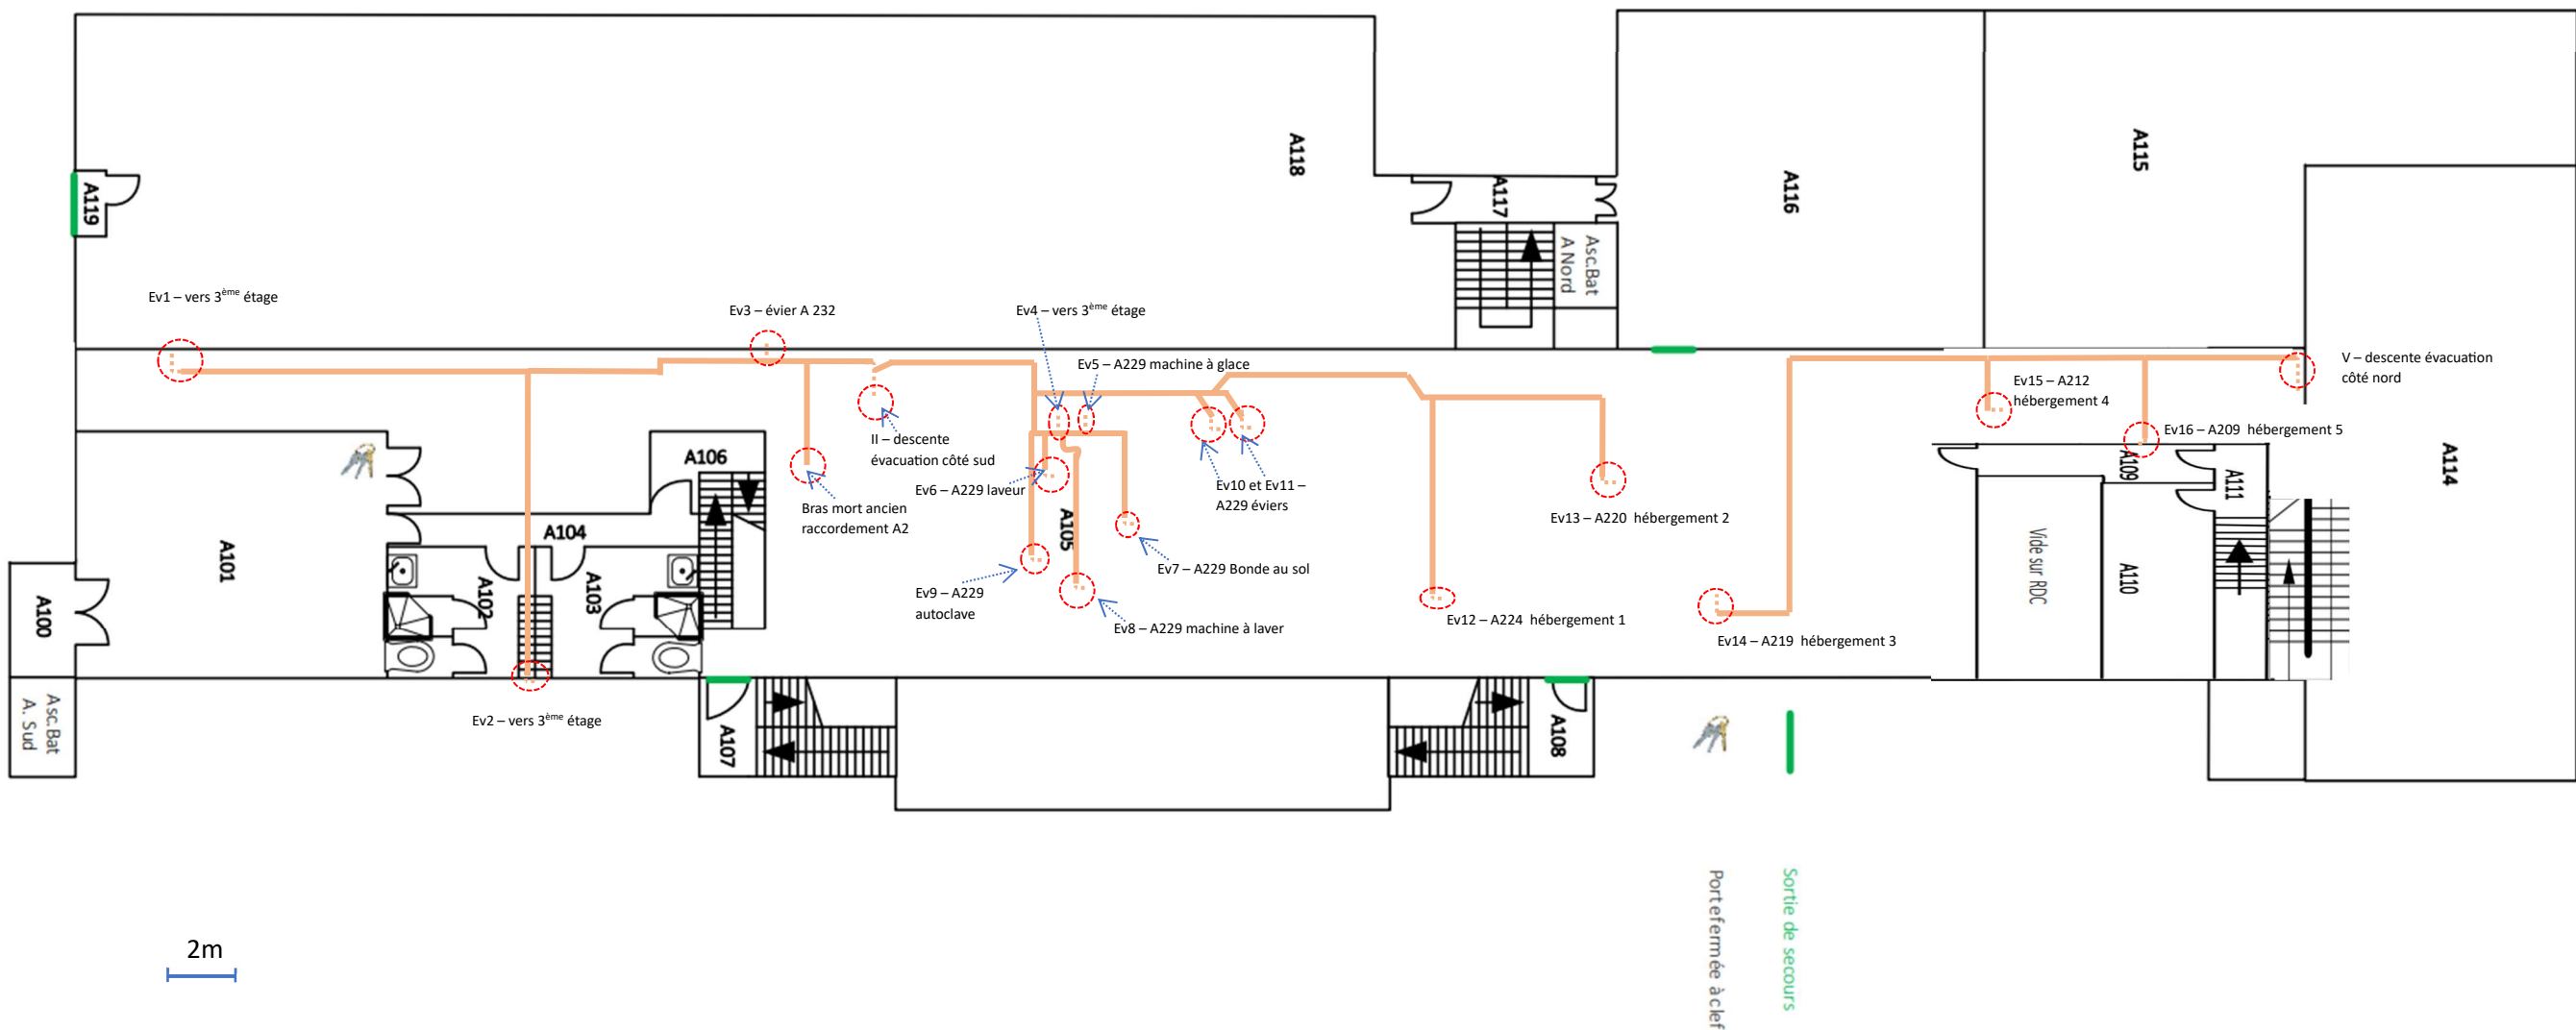 A118
A117
A116
A115
A119
Asc.Bat
A Nord
Ev1 – vers 3ème étage
Ev3 – évier A 232
Ev4 – vers 3ème étage
Ev5 – A229 machine à glace
V – descente évacuation
côté nord
Ev15 – A212
hébergement 4
Ev16 – A209 hébergement 5
II – descente
évacuation côté sud
A106
A109
A111
A114
Ev6 – A229 laveur
Ev10 et Ev11 –
A229 éviers
Bras mort ancien
raccordement A2
Ev13 – A220 hébergement 2
A101
A104
A105
Vide sur RDC
A110
Ev7 – A229 Bonde au sol
A100
A102
A103
Ev9 – A229
autoclave
Ev8 – A229 machine à laver
Ev12 – A224 hébergement 1
Ev14 – A219 hébergement 3
Asc.Bat
A. Sud
Ev2 – vers 3ème étage
A107
A108
Sortie de secours
Porte fermée à clef
2m